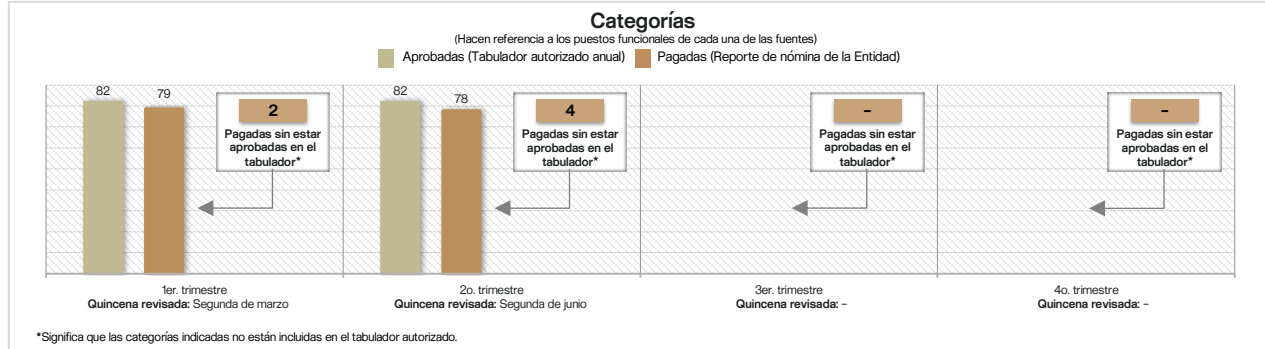 Categorías
(Hacen referencia a los puestos funcionales de cada una de las fuentes)
Aprobadas (Tabulador autorizado anual) Pagadas (Reporte de nómina de la Entidad)
82
79
2
Pagadas sin estar
aprobadas en el
tabulador*
82
78
4
Pagadas sin estar
aprobadas en el
tabulador*
-
Pagadas sin estar
aprobadas en el
tabulador*
-
Pagadas sin estar
aprobadas en el
tabulador*
1er. trimestre
Quincena revisada: Segunda de marzo
2o. trimestre
Quincena revisada: Segunda de junio
3er. trimestre
Quincena revisada: -
4o. trimestre
Quincena revisada: -
*Significa que las categorías indicadas no están incluidas en el tabulador autorizado.